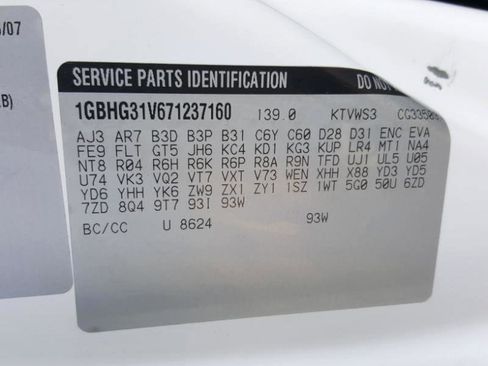 /07
SERVICE PARTS IDENTIFICATION DO NO
1GBHG31V671237160 139.0 KTVWS3 CG33503
AJ3 AR7 B3D B3P B31 C6Y C60 D28 D31 ENC EVA
FE9 FLT GT5 JH6 KC4 KD1 KG3 KUP LR4 MT1 NA4
NT8 R04 R6H R6K R6P R8A R9N TFD UJ1 UL5 U05
U74 VK3 VQ2 VT7 VXT V73 WEN XHH X88 YD3 YD5
YD6 YHH YK6 ZW9 ZX1 ZY1 1SZ 1WT 5G0 50U 6ZD
7ZD 8Q4 9T7 93I 93W
BC/CC U 8624 93W
B)